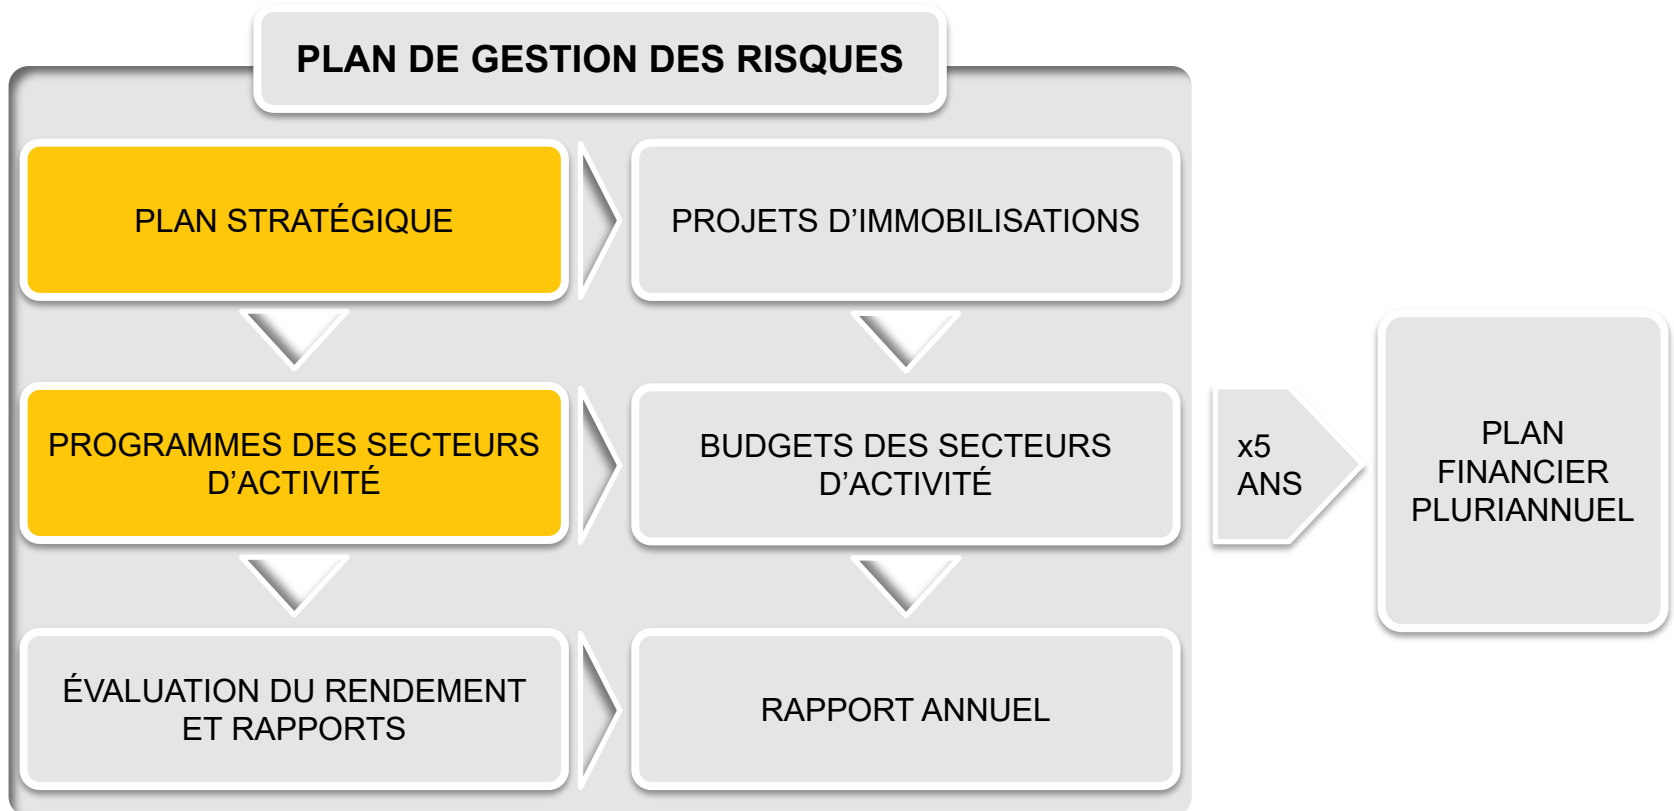 PLAN DE GESTION DES RISQUES
PLAN STRATÉGIQUE
PROJETS D’IMMOBILISATIONS
PROGRAMMES DES SECTEURS
D’ACTIVITÉ
BUDGETS DES SECTEURS
D’ACTIVITÉ
x5
ANS
PLAN
FINANCIER
PLURIANNUEL
ÉVALUATION DU RENDEMENT
ET RAPPORTS
RAPPORT ANNUEL